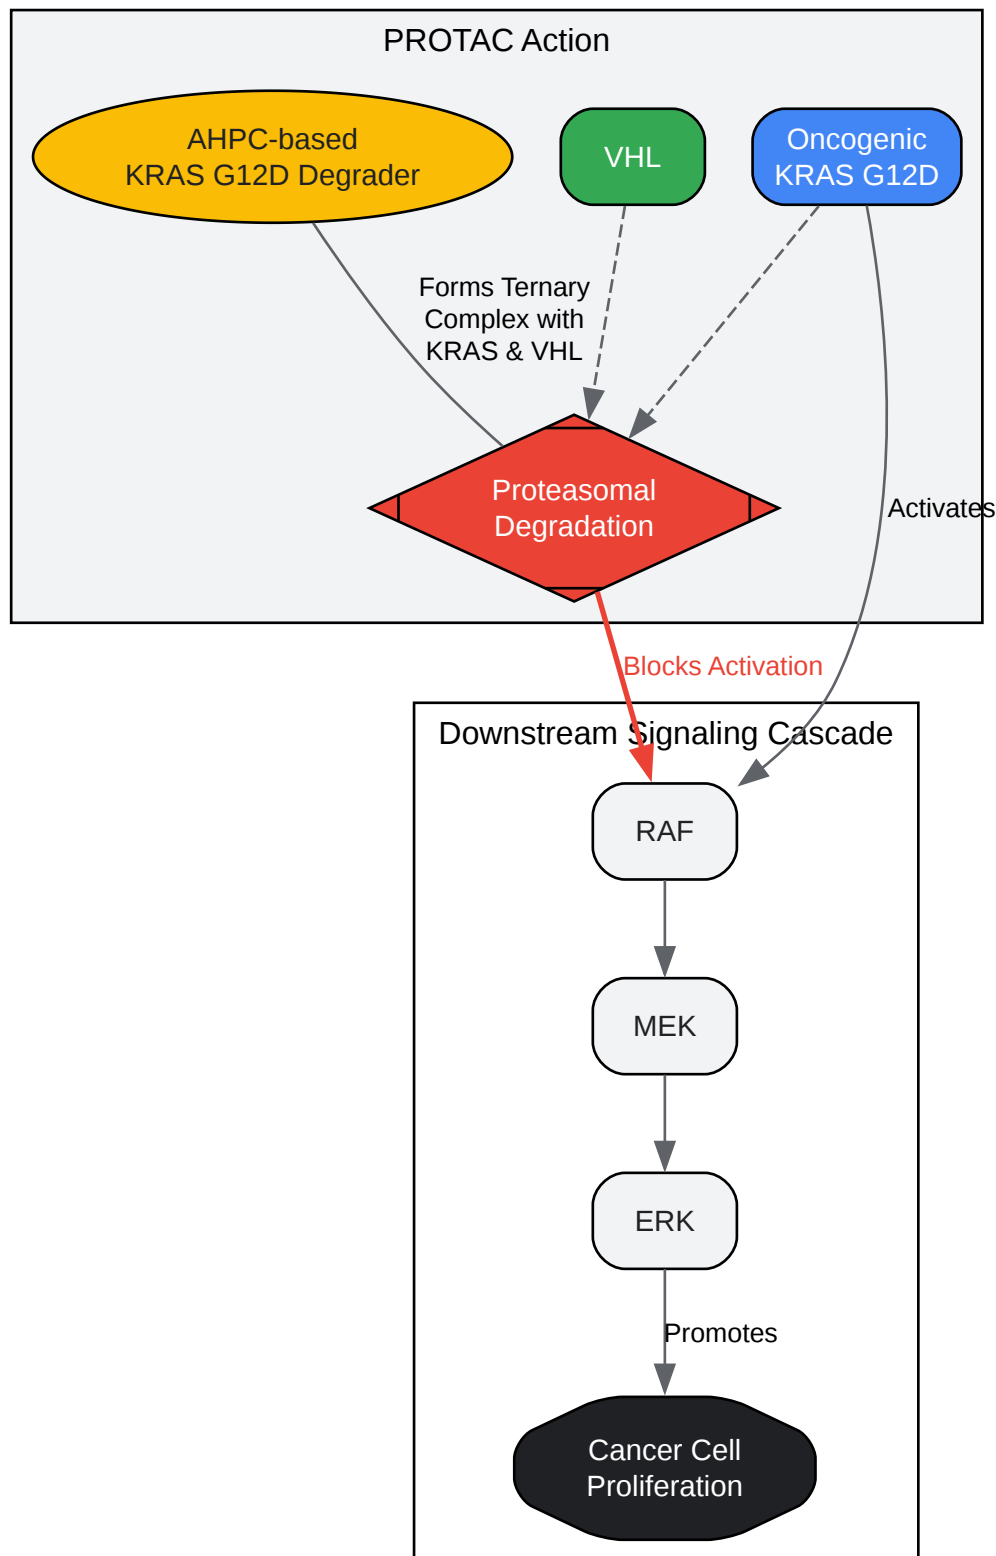 PROTAC Action
AHPC-based
KRAS G12D Degrader
VHL
Oncogenic
KRAS G12D
Forms Ternary
Complex with
KRAS & VHL
Proteasomal
Degradation
Activates
Blocks Activation
Downstream Signaling Cascade
RAF
MEK
ERK
Promotes
Cancer Cell
Proliferation